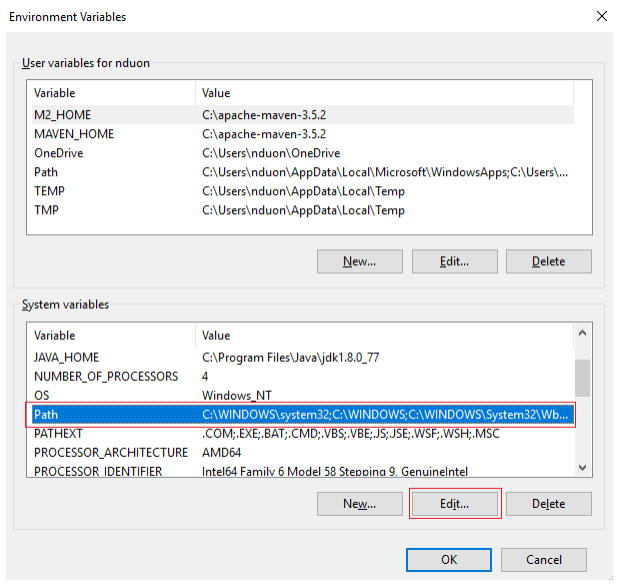 Environment Variables
User variables for nduon
Variable Value
M2_HOME C:\apache-maven-3.5.2
MAVEN_HOME C:\apache-maven-3.5.2
OneDrive C:\Users\nduon\OneDrive
Path C:\Users\nduon\AppData\Local\Microsoft\WindowsApps;C:\Users\...
TEMP C:\Users\nduon\AppData\Local\Temp
TMP C:\Users\nduon\AppData\Local\Temp
New... Edit... Delete
System variables
Variable Value
JAVA_HOME C:\Program Files\Java\jdk1.8.0_77
NUMBER_OF_PROCESSORS 4
OS Windows_NT
Path C:\WINDOWS\system32;C:\WINDOWS;C:\WINDOWS\System32\Wb...
PATHEXT .COM;.EXE;.BAT;.CMD;.VBS;.VBE;.JS;.JSE;.WSF;.WSH;.MSC
PROCESSOR_ARCHITECTURE AMD64
PROCESSOR_IDENTIFIER Intel64 Family 6 Model 58 Stepping 9, GenuineIntel
New... Edit... Delete
OK Cancel